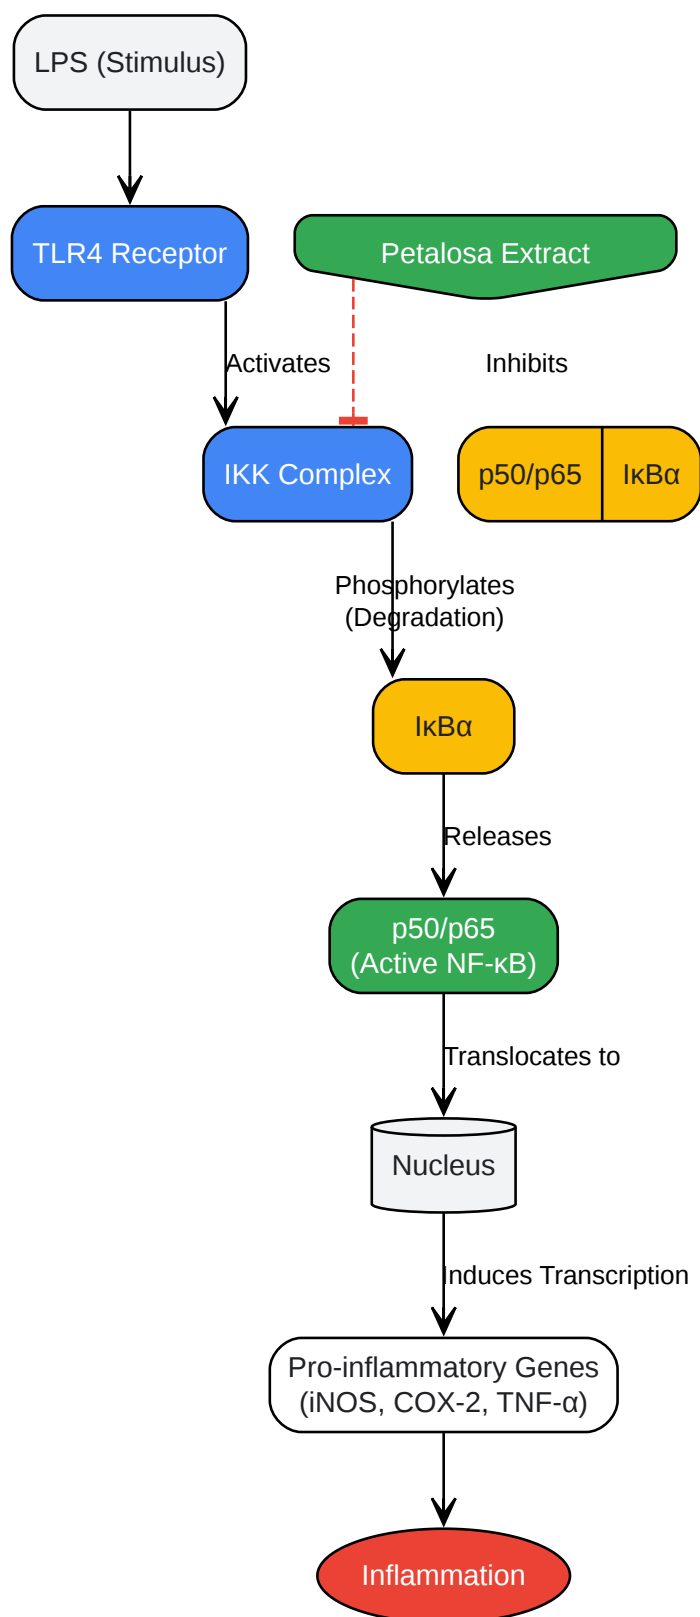 LPS (Stimulus)
TLR4 Receptor
Petalosa Extract
Activates
Inhibits
IKK Complex
p50/p65
IκBα
Phosphorylates
(Degradation)
IκBα
Releases
p50/p65
(Active NF-κB)
Translocates to
Nucleus
Induces Transcription
Pro-inflammatory Genes
(iNOS, COX-2, TNF-α)
Inflammation